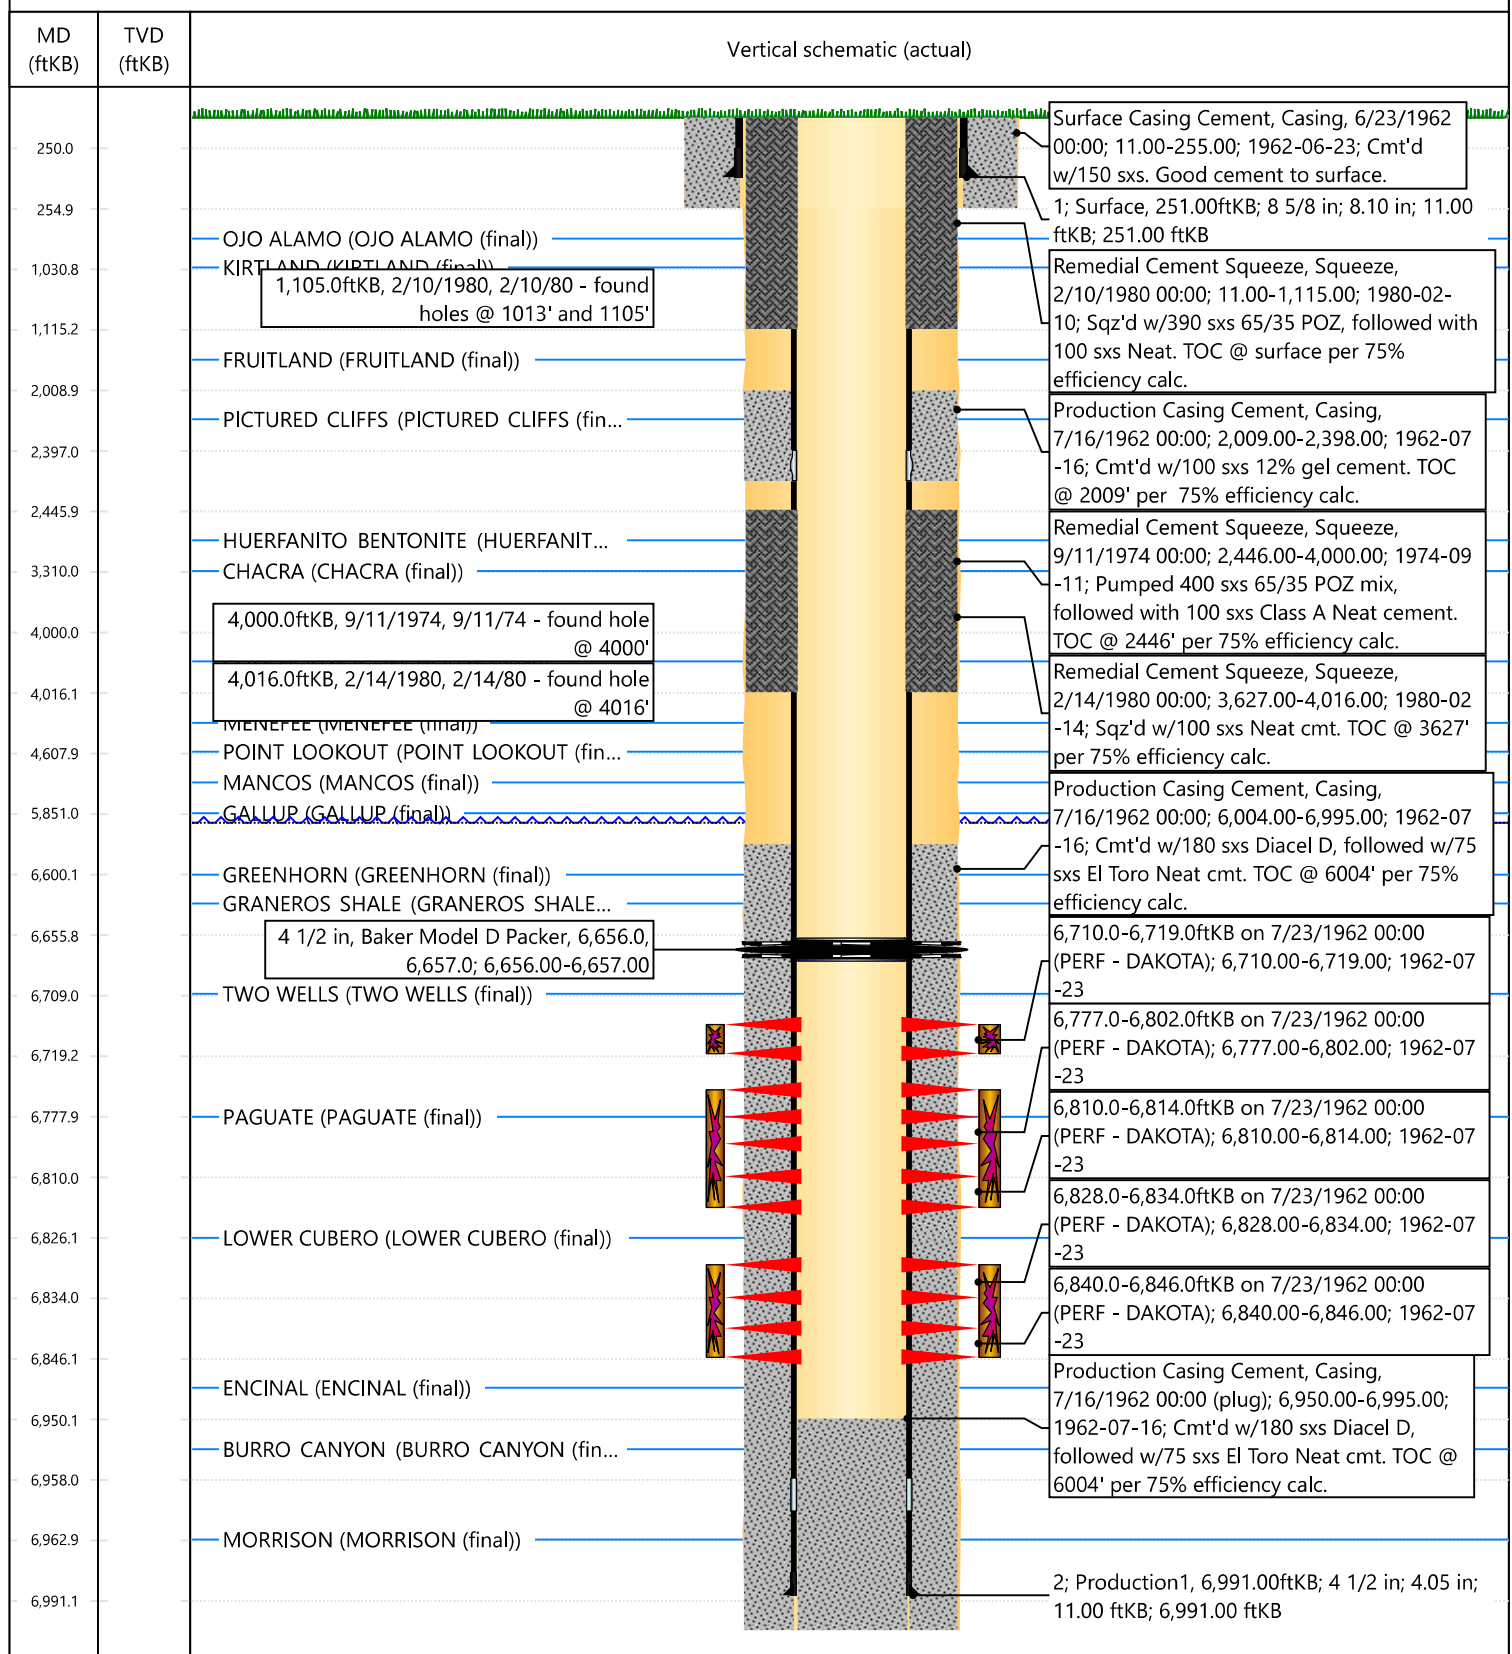 MD
(ftKB)
TVD
(ftKB)
Vertical schematic (actual)
250.0
254.9
1,030.8
1,115.2
2,008.9
2,397.0
2,445.9
3,310.0
4,000.0
4,016.1
4,607.9
5,851.0
6,600.1
6,655.8
6,709.0
6,719.2
6,777.9
6,810.0
6,826.1
6,834.0
6,846.1
6,950.1
6,958.0
6,962.9
6,991.1
OJO ALAMO (OJO ALAMO (final))
KIRTLAND (KIRTLAND (final))
1,105.0ftKB, 2/10/1980, 2/10/80 - found
holes @ 1013' and 1105'
FRUITLAND (FRUITLAND (final))
PICTURED CLIFFS (PICTURED CLIFFS (fin...
HUERFANITO BENTONITE (HUERFANIT...
CHACRA (CHACRA (final))
4,000.0ftKB, 9/11/1974, 9/11/74 - found hole
@ 4000'
4,016.0ftKB, 2/14/1980, 2/14/80 - found hole
@ 4016'
MENEFEE (MENEFEE (final))
POINT LOOKOUT (POINT LOOKOUT (fin...
MANCOS (MANCOS (final))
GALLUP (GALLUP (final))
GREENHORN (GREENHORN (final))
GRANEROS SHALE (GRANEROS SHALE...
4 1/2 in, Baker Model D Packer, 6,656.0,
6,657.0; 6,656.00-6,657.00
TWO WELLS (TWO WELLS (final))
PAGUATE (PAGUATE (final))
LOWER CUBERO (LOWER CUBERO (final))
ENCINAL (ENCINAL (final))
BURRO CANYON (BURRO CANYON (fin...
MORRISON (MORRISON (final))
Surface Casing Cement, Casing, 6/23/1962
00:00; 11.00-255.00; 1962-06-23; Cmt'd
w/150 sxs. Good cement to surface.
1; Surface, 251.00ftKB; 8 5/8 in; 8.10 in; 11.00
ftKB; 251.00 ftKB
Remedial Cement Squeeze, Squeeze,
2/10/1980 00:00; 11.00-1,115.00; 1980-02-
10; Sqz'd w/390 sxs 65/35 POZ, followed with
100 sxs Neat. TOC @ surface per 75%
efficiency calc.
Production Casing Cement, Casing,
7/16/1962 00:00; 2,009.00-2,398.00; 1962-07
-16; Cmt'd w/100 sxs 12% gel cement. TOC
@ 2009' per 75% efficiency calc.
Remedial Cement Squeeze, Squeeze,
9/11/1974 00:00; 2,446.00-4,000.00; 1974-09
-11; Pumped 400 sxs 65/35 POZ mix,
followed with 100 sxs Class A Neat cement.
TOC @ 2446' per 75% efficiency calc.
Remedial Cement Squeeze, Squeeze,
2/14/1980 00:00; 3,627.00-4,016.00; 1980-02
-14; Sqz'd w/100 sxs Neat cmt. TOC @ 3627'
per 75% efficiency calc.
Production Casing Cement, Casing,
7/16/1962 00:00; 6,004.00-6,995.00; 1962-07
-16; Cmt'd w/180 sxs Diacel D, followed w/75
sxs El Toro Neat cmt. TOC @ 6004' per 75%
efficiency calc.
6,710.0-6,719.0ftKB on 7/23/1962 00:00
(PERF - DAKOTA); 6,710.00-6,719.00; 1962-07
-23
6,777.0-6,802.0ftKB on 7/23/1962 00:00
(PERF - DAKOTA); 6,777.00-6,802.00; 1962-07
-23
6,810.0-6,814.0ftKB on 7/23/1962 00:00
(PERF - DAKOTA); 6,810.00-6,814.00; 1962-07
-23
6,828.0-6,834.0ftKB on 7/23/1962 00:00
(PERF - DAKOTA); 6,828.00-6,834.00; 1962-07
-23
6,840.0-6,846.0ftKB on 7/23/1962 00:00
(PERF - DAKOTA); 6,840.00-6,846.00; 1962-07
-23
Production Casing Cement, Casing,
7/16/1962 00:00 (plug); 6,950.00-6,995.00;
1962-07-16; Cmt'd w/180 sxs Diacel D,
followed w/75 sxs El Toro Neat cmt. TOC @
6004' per 75% efficiency calc.
2; Production1, 6,991.00ftKB; 4 1/2 in; 4.05 in;
11.00 ftKB; 6,991.00 ftKB